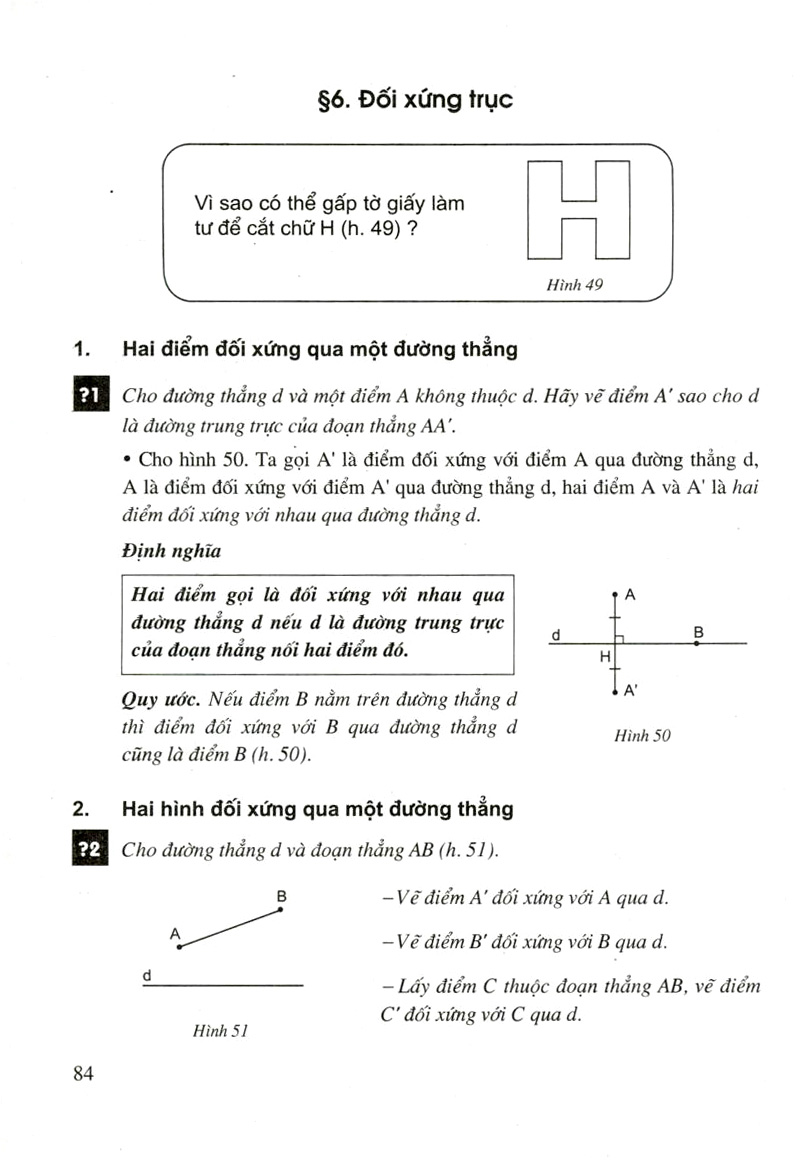 §6. Đối xứng trục
Vì sao có thể gấp tờ giấy làm
tư để cắt chữ H (h. 49) ?
Hình 49
1. Hai điểm đối xứng qua một đường thẳng
?1 Cho đường thẳng d và một điểm A không thuộc d. Hãy vẽ điểm A' sao cho d
là đường trung trực của đoạn thẳng AA'.
• Cho hình 50. Ta gọi A' là điểm đối xứng với điểm A qua đường thẳng d,
A là điểm đối xứng với điểm A' qua đường thẳng d, hai điểm A và A' là hai
điểm đối xứng với nhau qua đường thẳng d.
Định nghĩa
Hai điểm gọi là đối xứng với nhau qua
đường thẳng d nếu d là đường trung trực
của đoạn thẳng nối hai điểm đó.
A
d
B
H
A'
Hình 50
Quy ước. Nếu điểm B nằm trên đường thẳng d
thì điểm đối xứng với B qua đường thẳng d
cũng là điểm B (h. 50).
2. Hai hình đối xứng qua một đường thẳng
?2 Cho đường thẳng d và đoạn thẳng AB (h. 51).
B
A
d
Hình 51
– Vẽ điểm A' đối xứng với A qua d.
– Vẽ điểm B' đối xứng với B qua d.
– Lấy điểm C thuộc đoạn thẳng AB, vẽ điểm
C' đối xứng với C qua d.
84